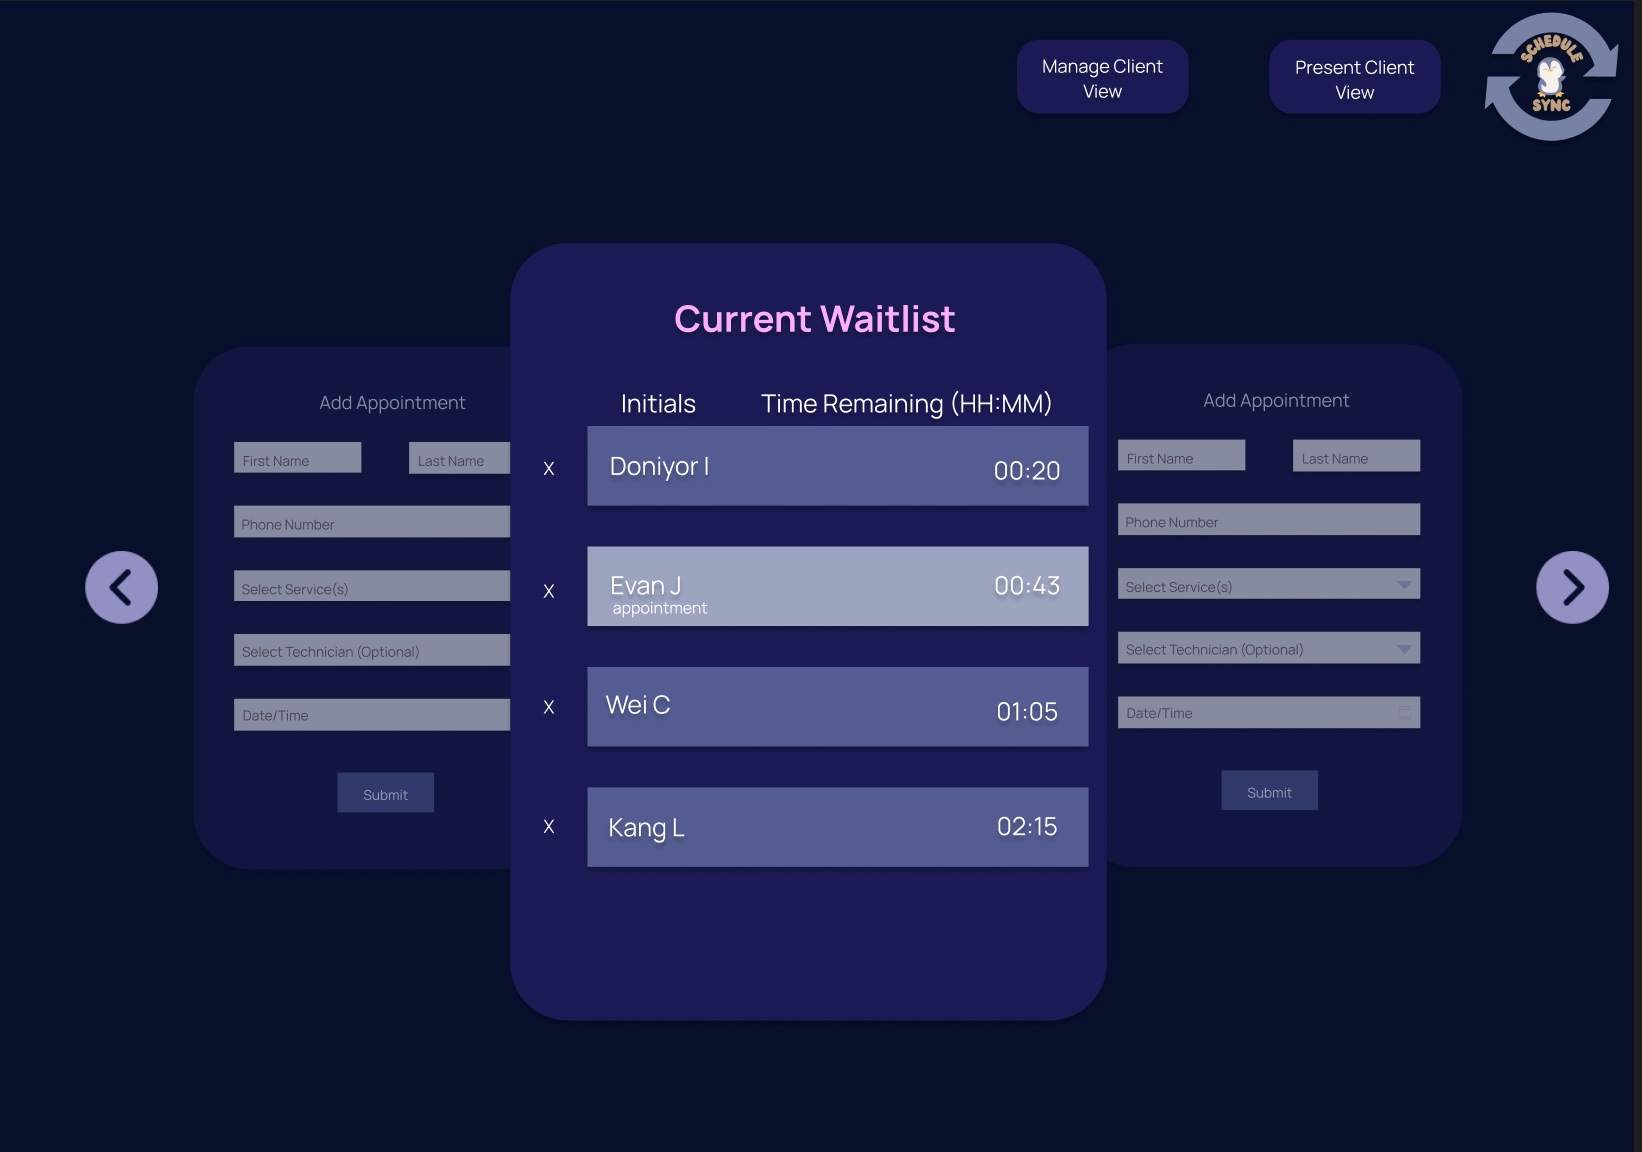 Manage Client
View
Present Client
View
SCHEDULE
SYNC
Current Waitlist
Initials
Time Remaining (HH:MM)
X
Doniyor I
00:20
X
Evan J
appointment
00:43
X
Wei C
01:05
X
Kang L
02:15
Add Appointment
First Name
Last Name
Phone Number
Select Service(s)
Select Technician (Optional)
Date/Time
Submit
Add Appointment
First Name
Last Name
Phone Number
Select Service(s)
Select Technician (Optional)
Date/Time
Submit